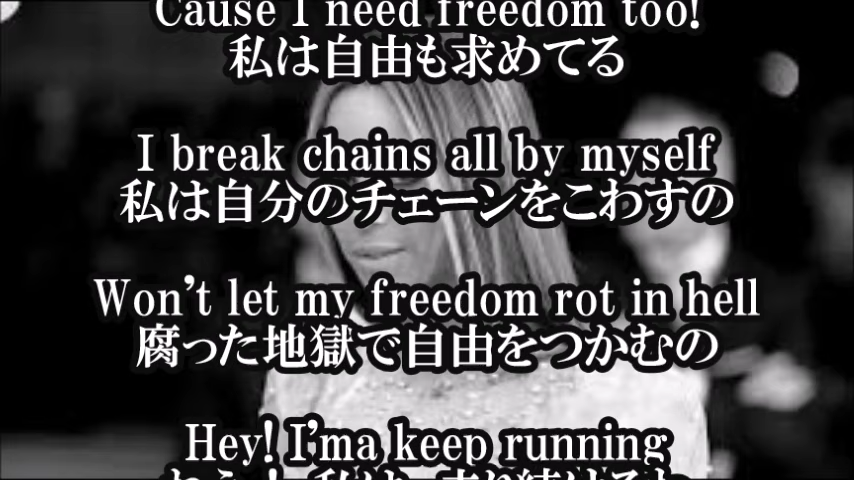 Cause I need freedom too!
私は自由も求めてる
I break chains all by myself
私は自分のチェーンをこわすの
Won't let my freedom rot in hell
腐った地獄で自由をつかむの
Hey! I'ma keep running